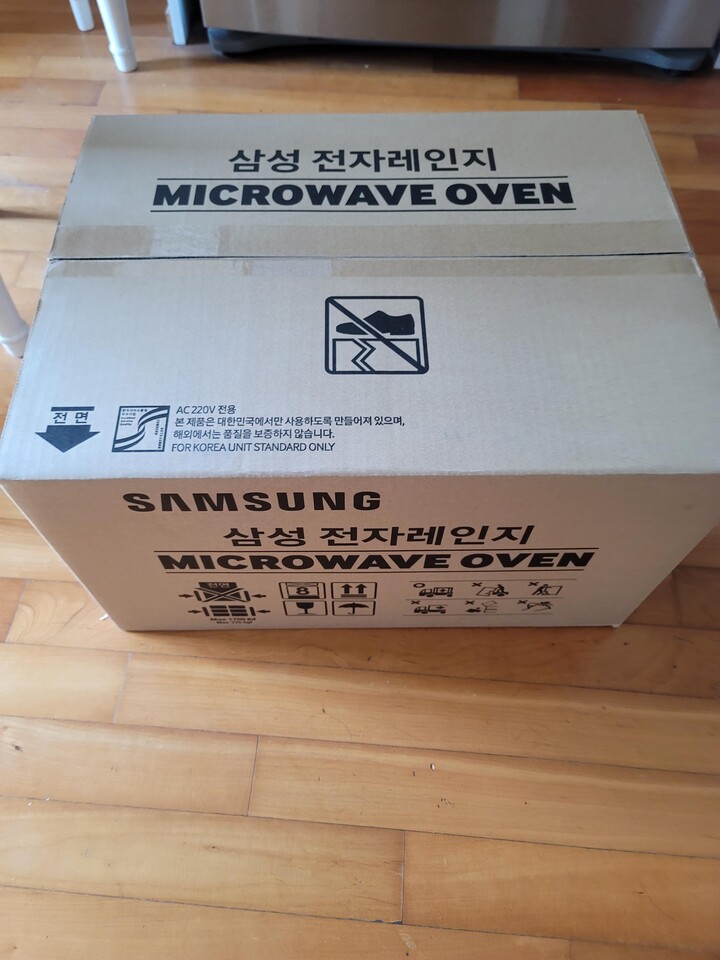 삼성 전자레인지
MICROWAVE OVEN
전 면
AC 220V 전용
본 제품은 대한민국에서만 사용하도록 만들어져 있으며,
해외에서는 품질을 보증하지 않습니다.
FOR KOREA UNIT STANDARD ONLY
SAMSUNG
삼성 전자레인지
MICROWAVE OVEN
전면
8